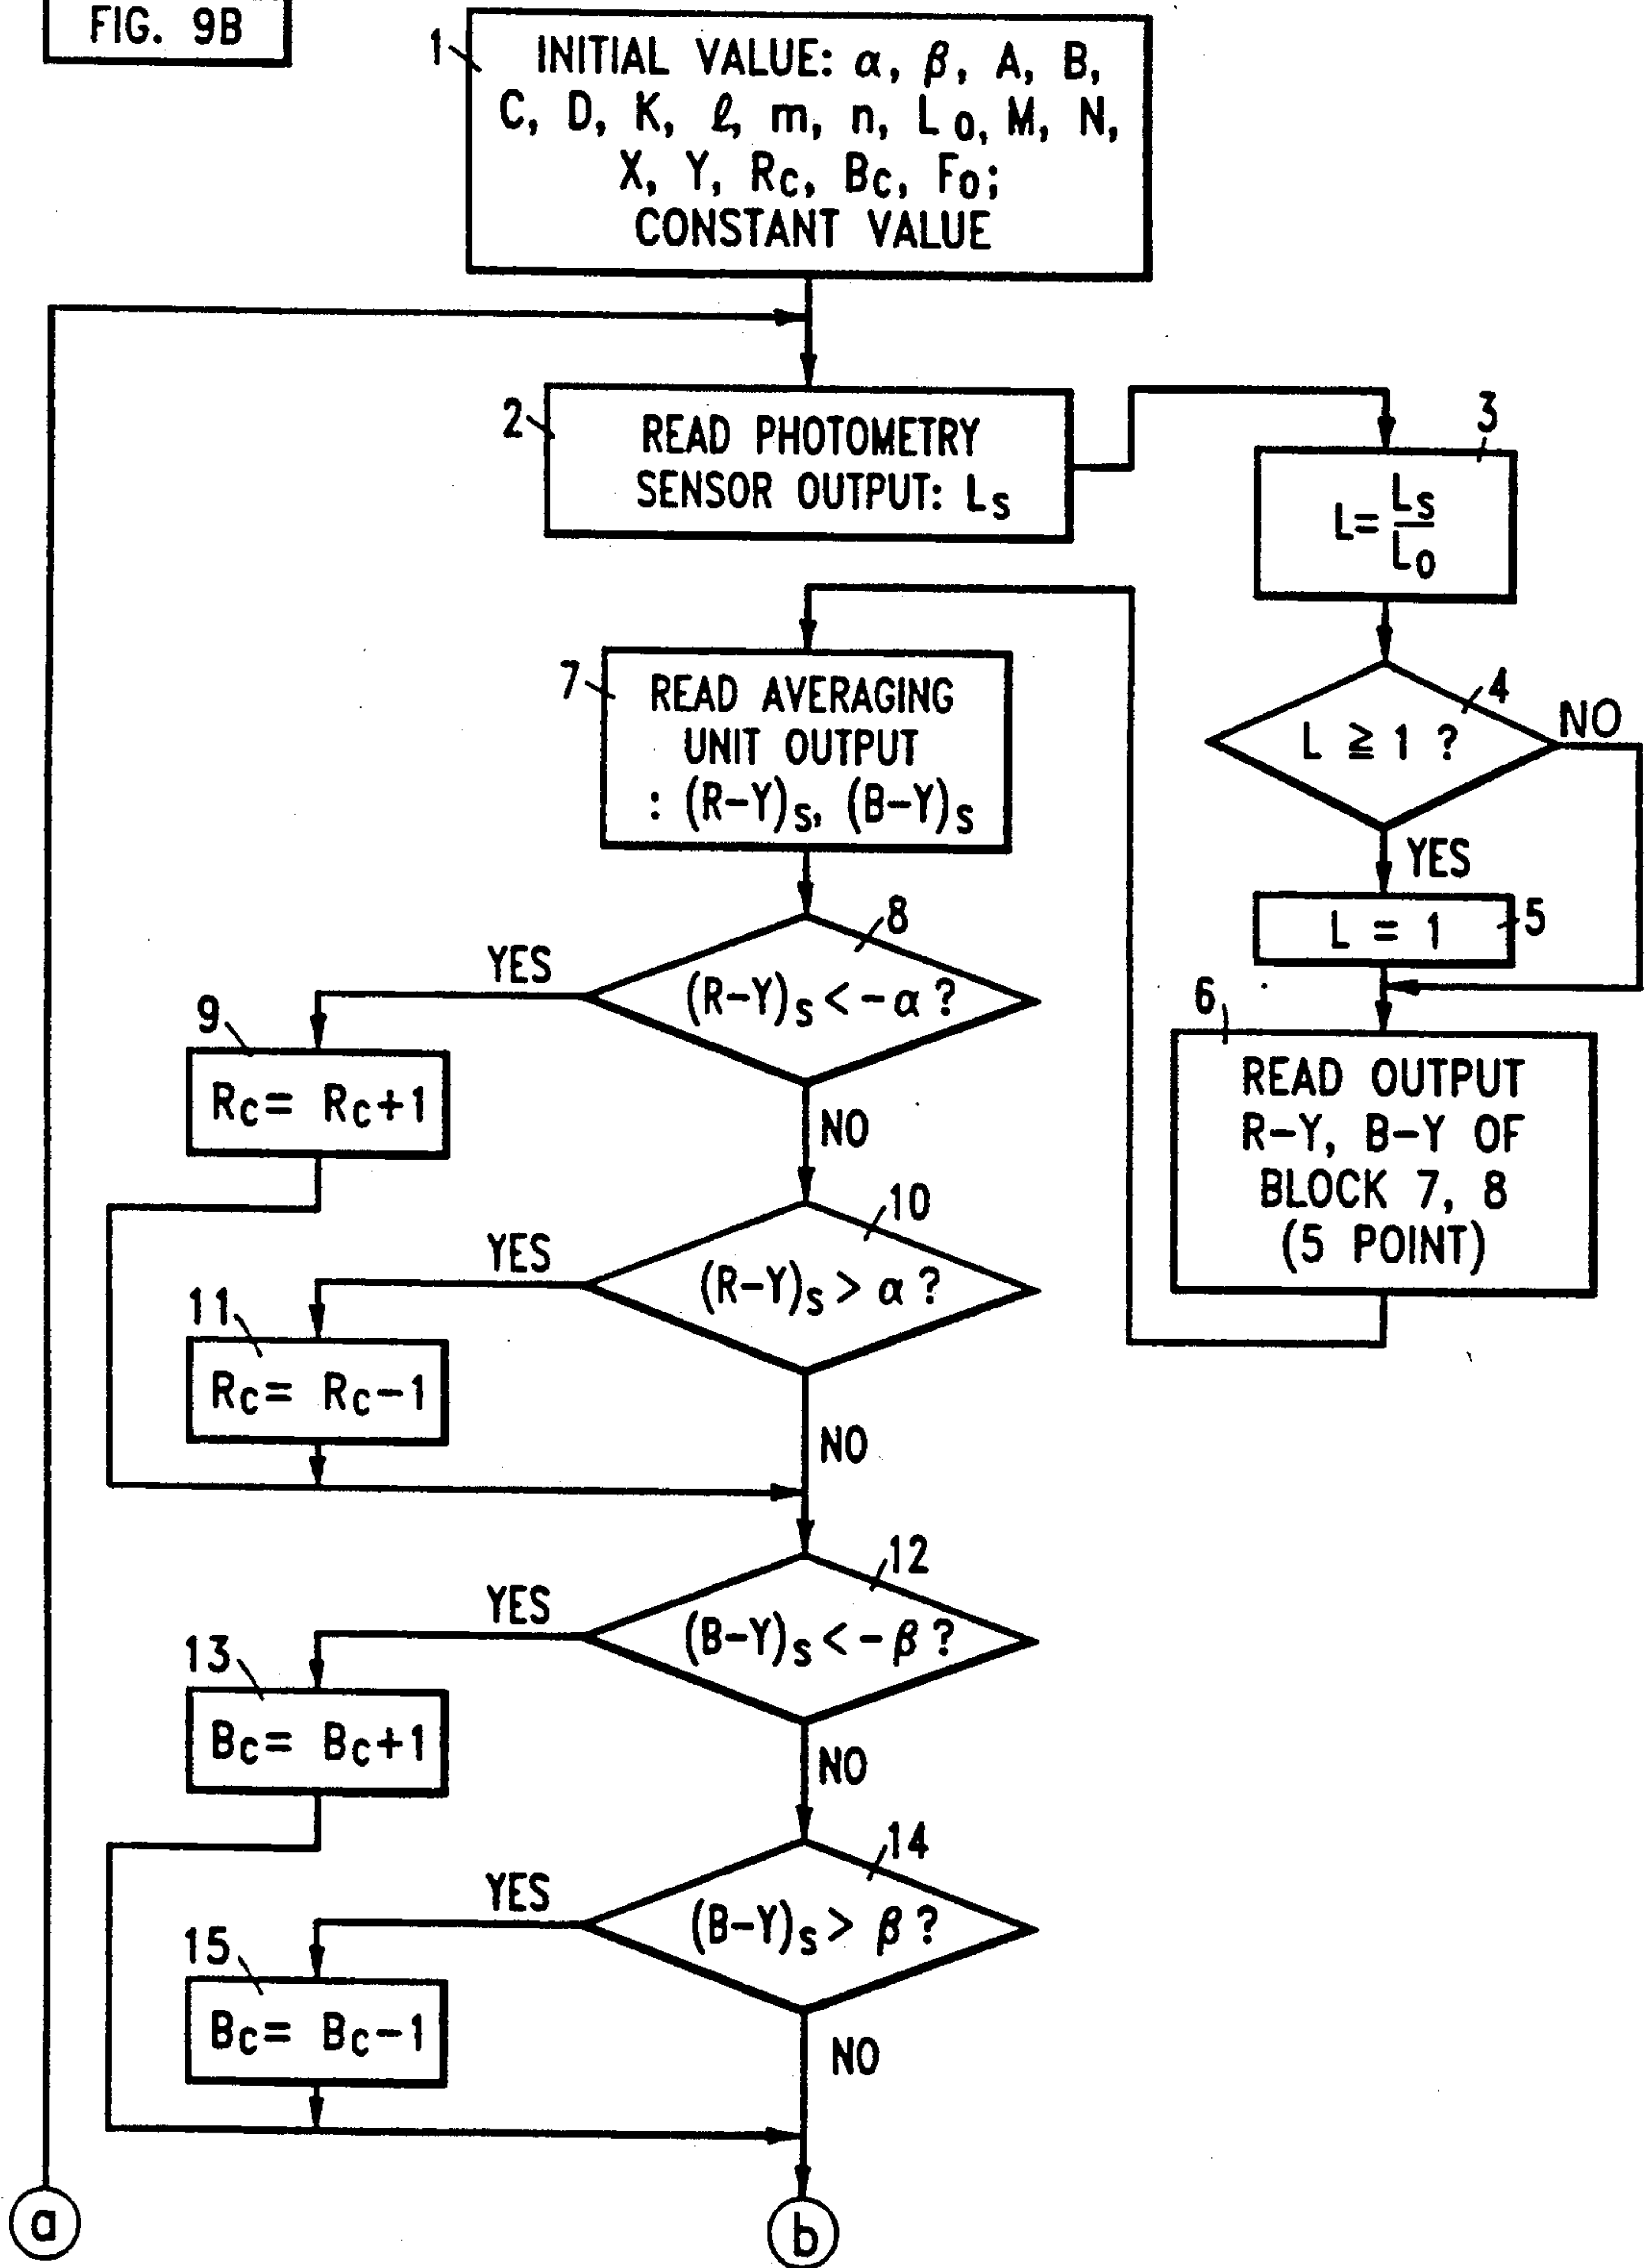 FIG. 9B
1
INITIAL VALUE: α, β, A, B,
C, D, K, ℓ, m, n, L₀, M, N,
X, Y, Rc, Bc, F₀;
CONSTANT VALUE
2
READ PHOTOMETRY
SENSOR OUTPUT: Ls
3
L= Ls
L₀
4
L ≧ 1 ?
NO
YES
L = 1
5
6
READ OUTPUT
R-Y, B-Y OF
BLOCK 7, 8
(5 POINT)
7
READ AVERAGING
UNIT OUTPUT
: (R-Y)s, (B-Y)s
8
YES
(R-Y)s < -α ?
9
Rc= Rc+1
NO
10
YES
(R-Y)s > α ?
11
Rc= Rc-1
NO
12
YES
(B-Y)s < -β ?
13
Bc= Bc+1
NO
14
YES
(B-Y)s > β ?
15
Bc= Bc-1
NO
a
b